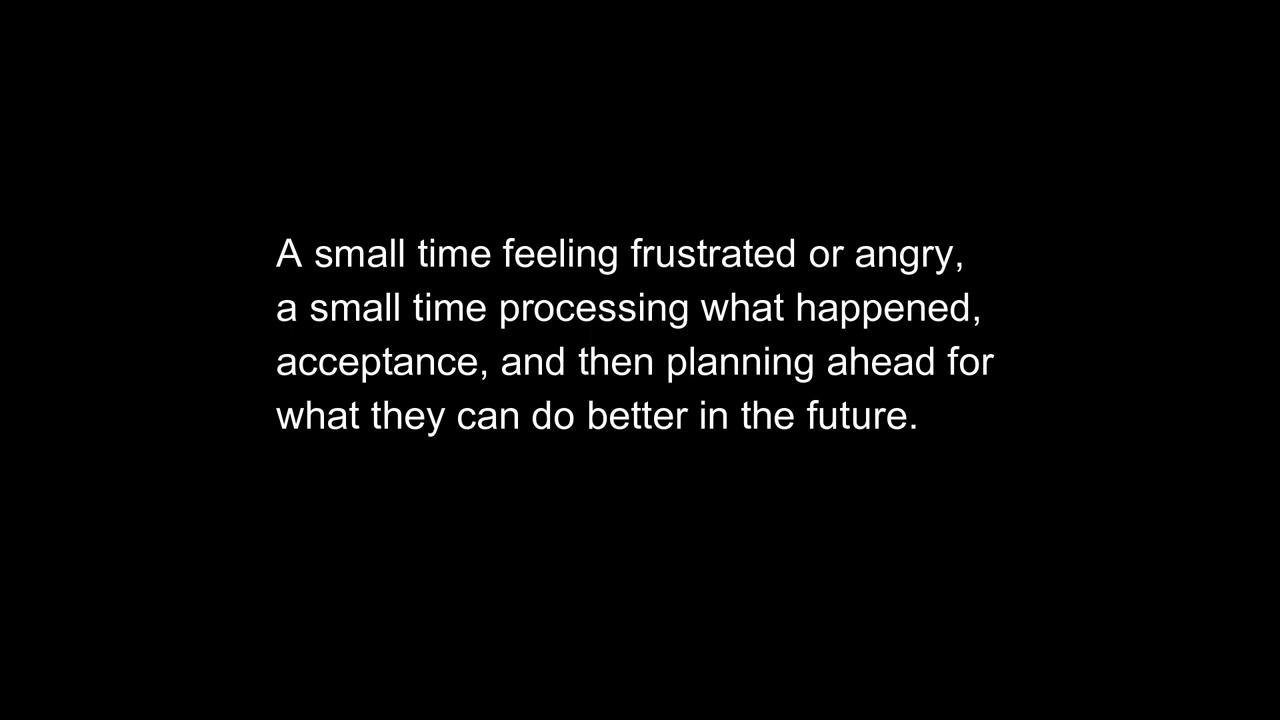 A small time feeling frustrated or angry,
a small time processing what happened,
acceptance, and then planning ahead for
what they can do better in the future.